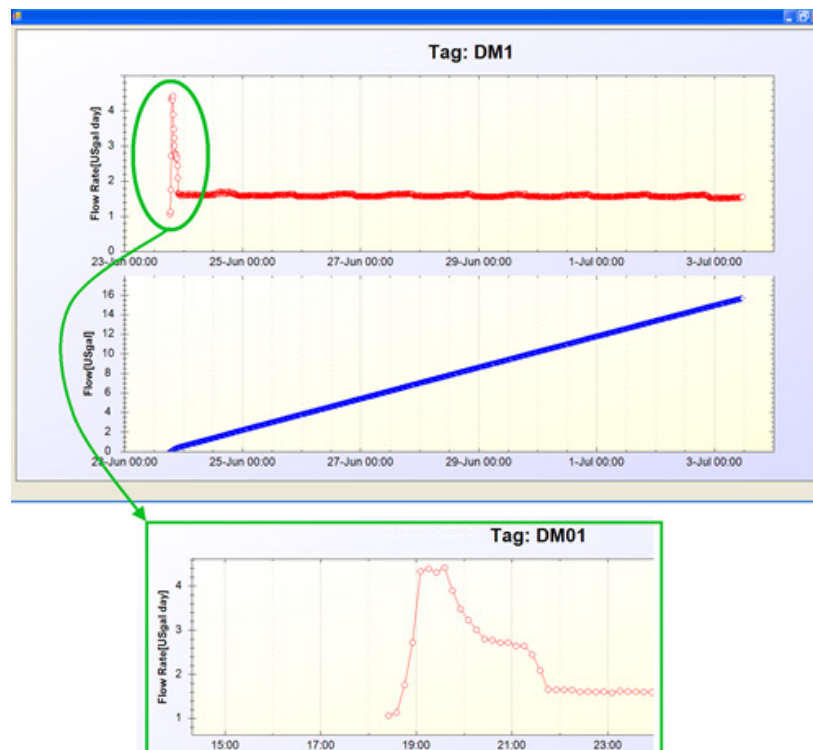 Tag: DM1
Flow Rate[USgal day]
4
3
2
1
0
23-Jun 00:00 25-Jun 00:00 27-Jun 00:00 29-Jun 00:00 1-Jul 00:00 3-Jul 00:00
Flow[USgal]
16
14
12
10
8
6
4
2
0
23-Jun 00:00 25-Jun 00:00 27-Jun 00:00 29-Jun 00:00 1-Jul 00:00 3-Jul 00:00
Tag: DM01
Flow Rate[USgal day]
4
3
2
1
15:00 17:00 19:00 21:00 23:00